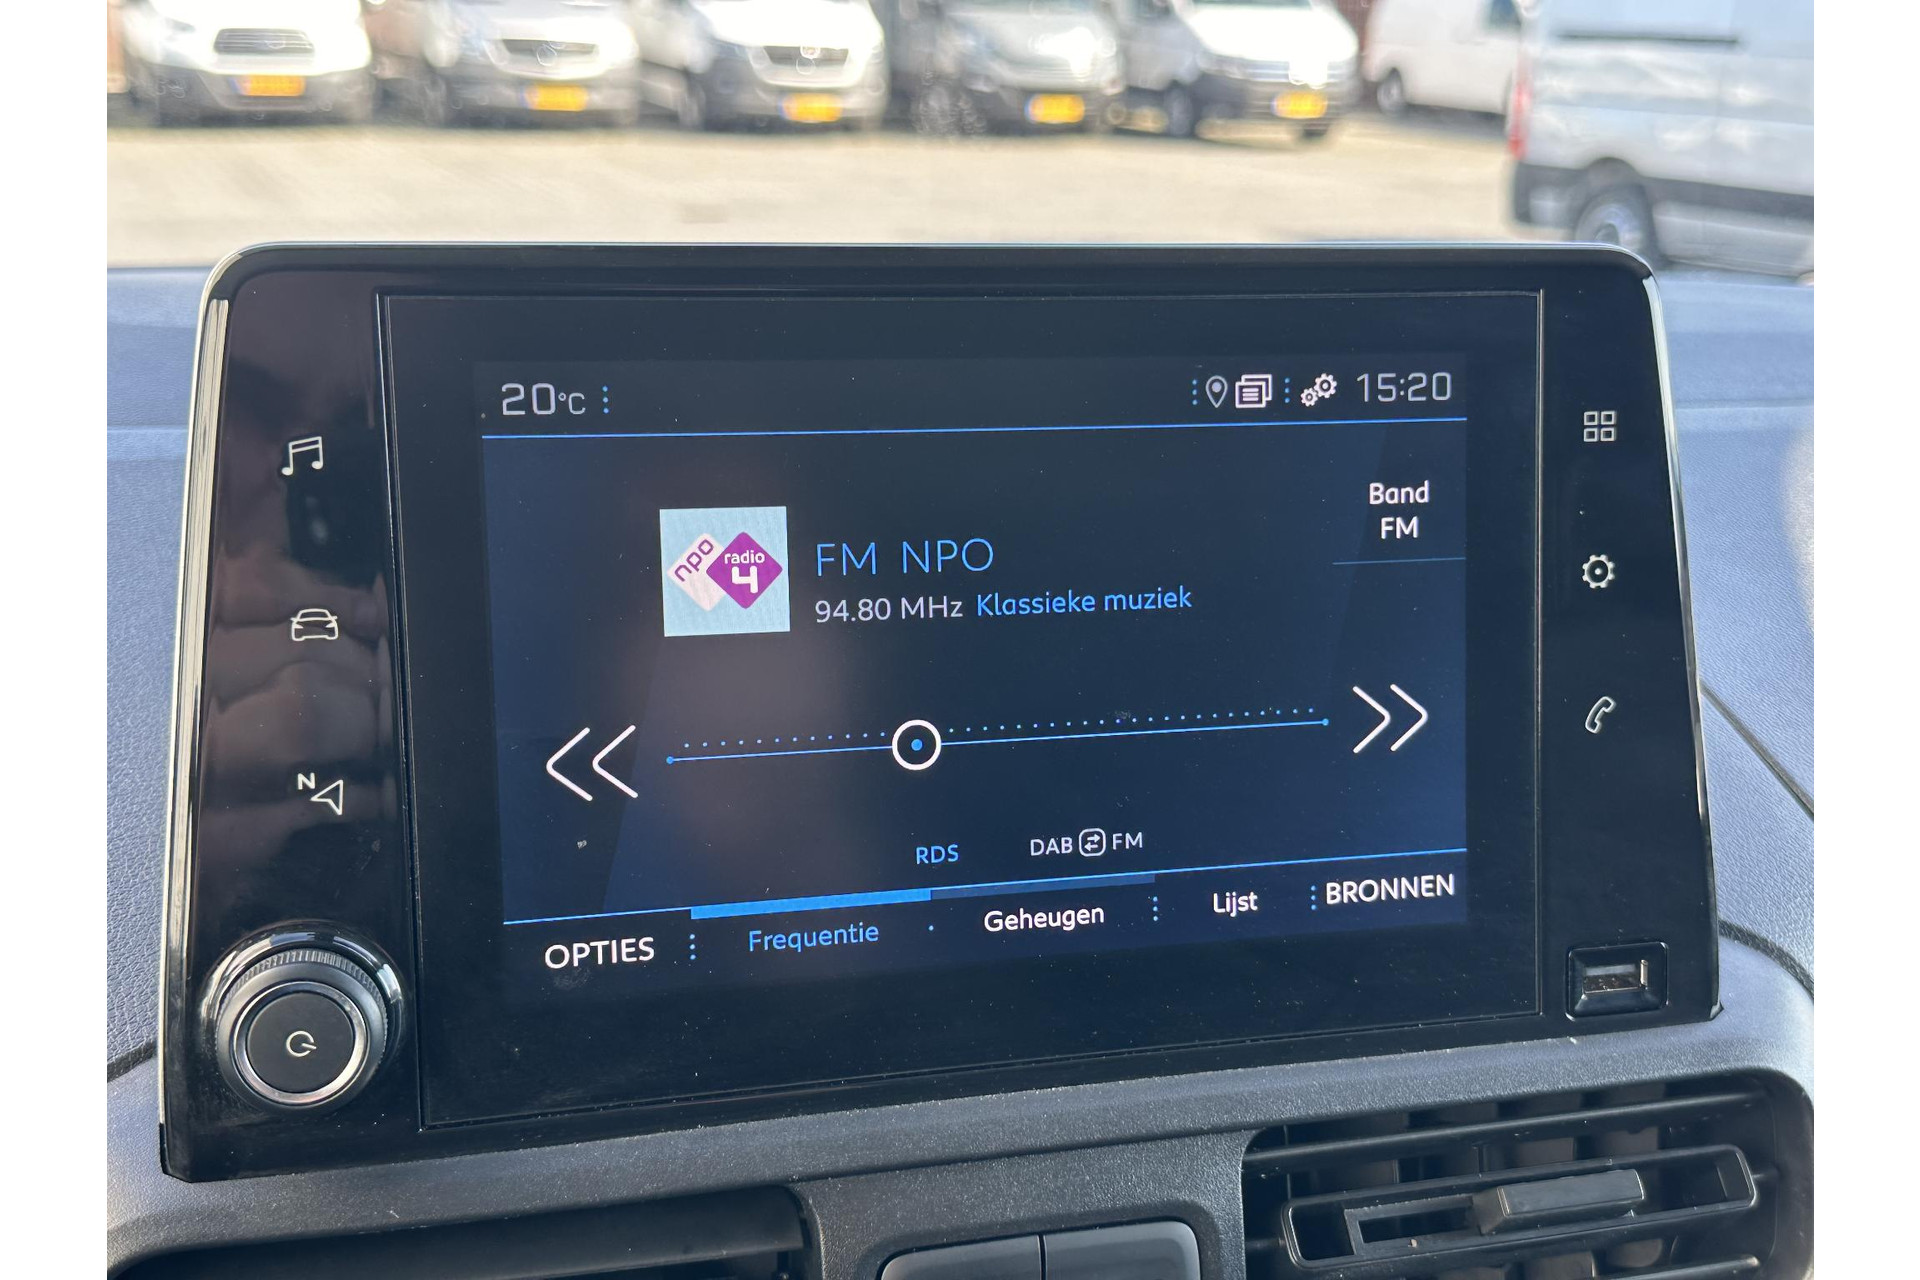 20°C
15:20
Band
FM
npo radio 4
FM NPO
94.80 MHz Klassieke muziek
N
RDS
DAB FM
OPTIES
Frequentie
Geheugen
Lijst
BRONNEN